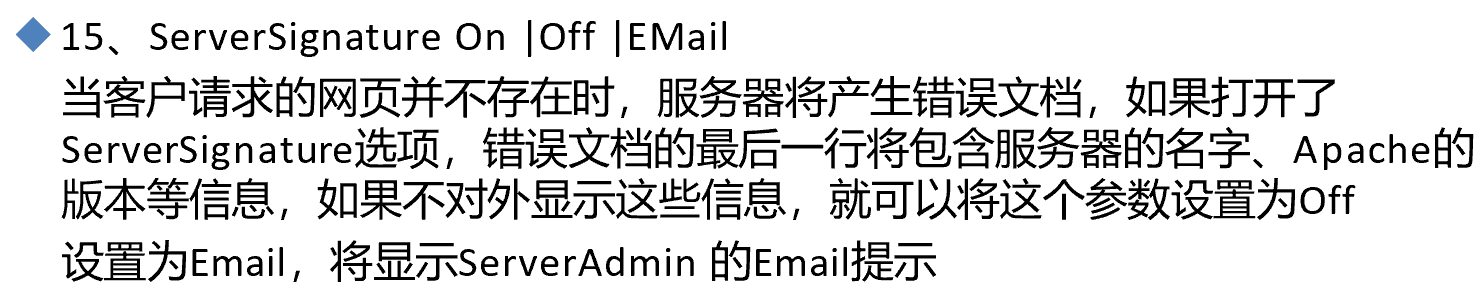 15、ServerSignature On |Off |EMail
当客户请求的网页并不存在时，服务器将产生错误文档，如果打开了
ServerSignature选项，错误文档的最后一行将包含服务器的名字、Apache的
版本等信息，如果不对外显示这些信息，就可以将这个参数设置为Off
设置为Email，将显示ServerAdmin 的Email提示